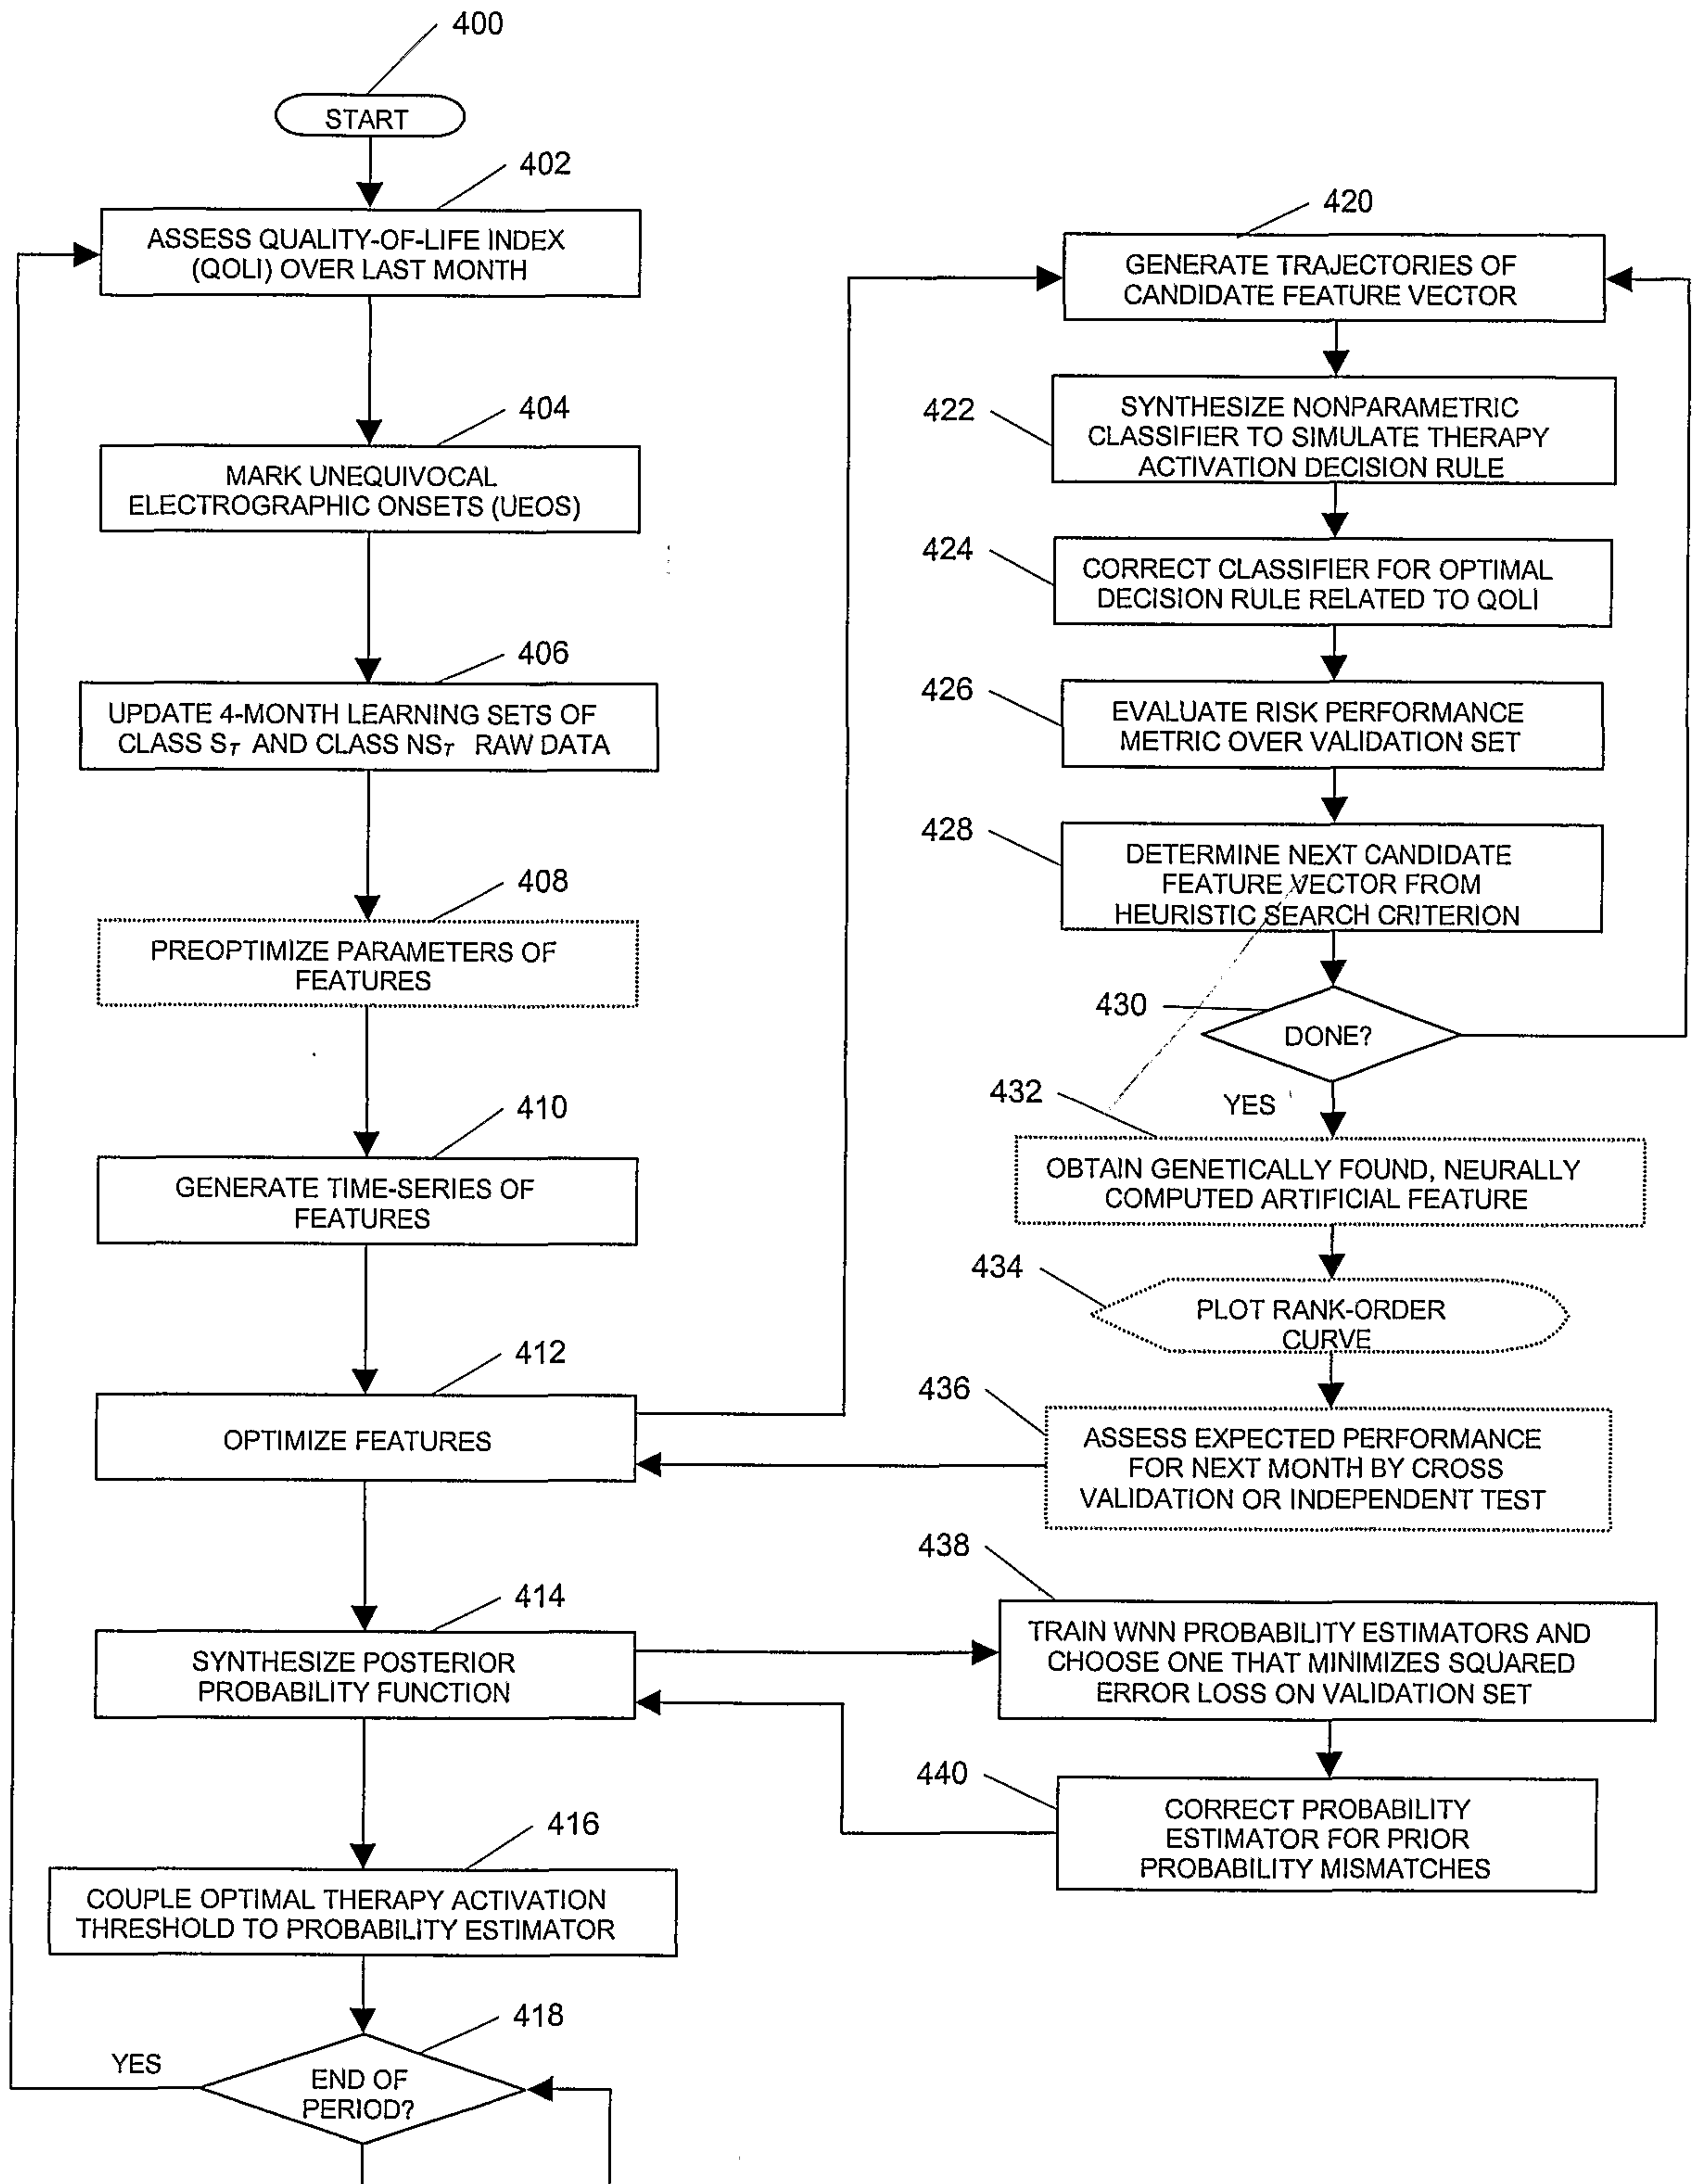 400
START
402
ASSESS QUALITY-OF-LIFE INDEX
(QOLI) OVER LAST MONTH
404
MARK UNEQUIVOCAL
ELECTROGRAPHIC ONSETS (UEOS)
406
UPDATE 4-MONTH LEARNING SETS OF
CLASS S_T AND CLASS NS_T RAW DATA
408
PREOPTIMIZE PARAMETERS OF
FEATURES
410
GENERATE TIME-SERIES OF
FEATURES
412
OPTIMIZE FEATURES
414
SYNTHESIZE POSTERIOR
PROBABILITY FUNCTION
416
COUPLE OPTIMAL THERAPY ACTIVATION
THRESHOLD TO PROBABILITY ESTIMATOR
418
YES
END OF
PERIOD?
420
GENERATE TRAJECTORIES OF
CANDIDATE FEATURE VECTOR
422
SYNTHESIZE NONPARAMETRIC
CLASSIFIER TO SIMULATE THERAPY
ACTIVATION DECISION RULE
424
CORRECT CLASSIFIER FOR OPTIMAL
DECISION RULE RELATED TO QOLI
426
EVALUATE RISK PERFORMANCE
METRIC OVER VALIDATION SET
428
DETERMINE NEXT CANDIDATE
FEATURE VECTOR FROM
HEURISTIC SEARCH CRITERION
430
DONE?
YES
432
OBTAIN GENETICALLY FOUND, NEURALLY
COMPUTED ARTIFICIAL FEATURE
434
PLOT RANK-ORDER
CURVE
436
ASSESS EXPECTED PERFORMANCE
FOR NEXT MONTH BY CROSS
VALIDATION OR INDEPENDENT TEST
438
TRAIN WNN PROBABILITY ESTIMATORS AND
CHOOSE ONE THAT MINIMIZES SQUARED
ERROR LOSS ON VALIDATION SET
440
CORRECT PROBABILITY
ESTIMATOR FOR PRIOR
PROBABILITY MISMATCHES